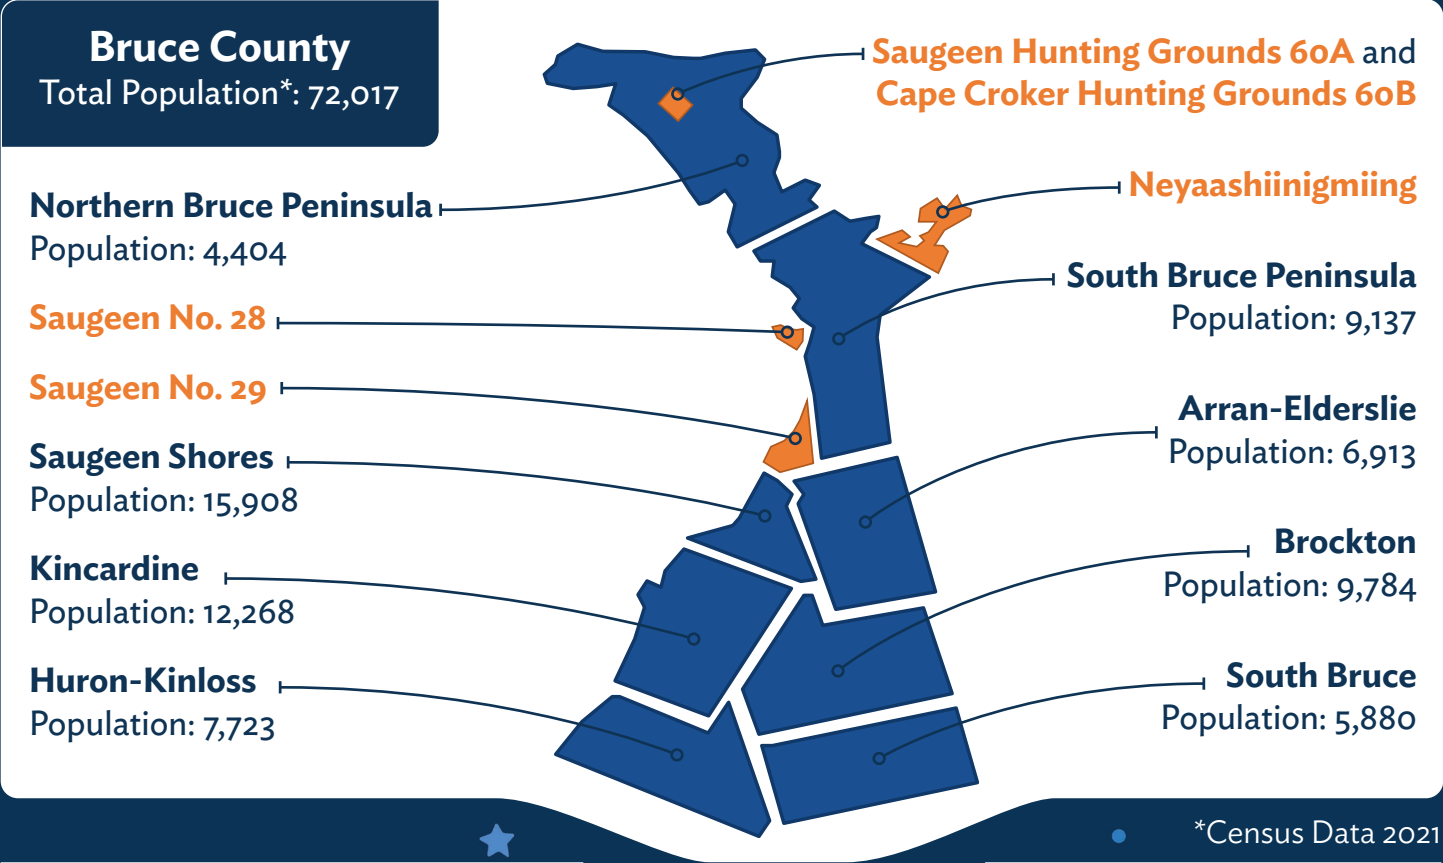 Bruce County
Total Population*: 72,017
Saugeen Hunting Grounds 60A and
Cape Croker Hunting Grounds 60B
Neyaashiinigmiing
Northern Bruce Peninsula
Population: 4,404
South Bruce Peninsula
Population: 9,137
Saugeen No. 28
Saugeen No. 29
Arran-Elderslie
Population: 6,913
Saugeen Shores
Population: 15,908
Brockton
Population: 9,784
Kincardine
Population: 12,268
South Bruce
Population: 5,880
Huron-Kinloss
Population: 7,723
*Census Data 2021